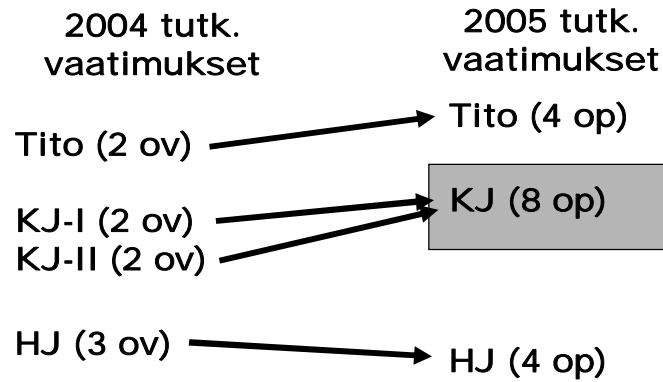 2004 tutk.
vaatimukset
2005 tutk.
vaatimukset
Tito (2 ov)
Tito (4 op)
KJ-I (2 ov)
KJ-II (2 ov)
KJ (8 op)
HJ (3 ov)
HJ (4 op)